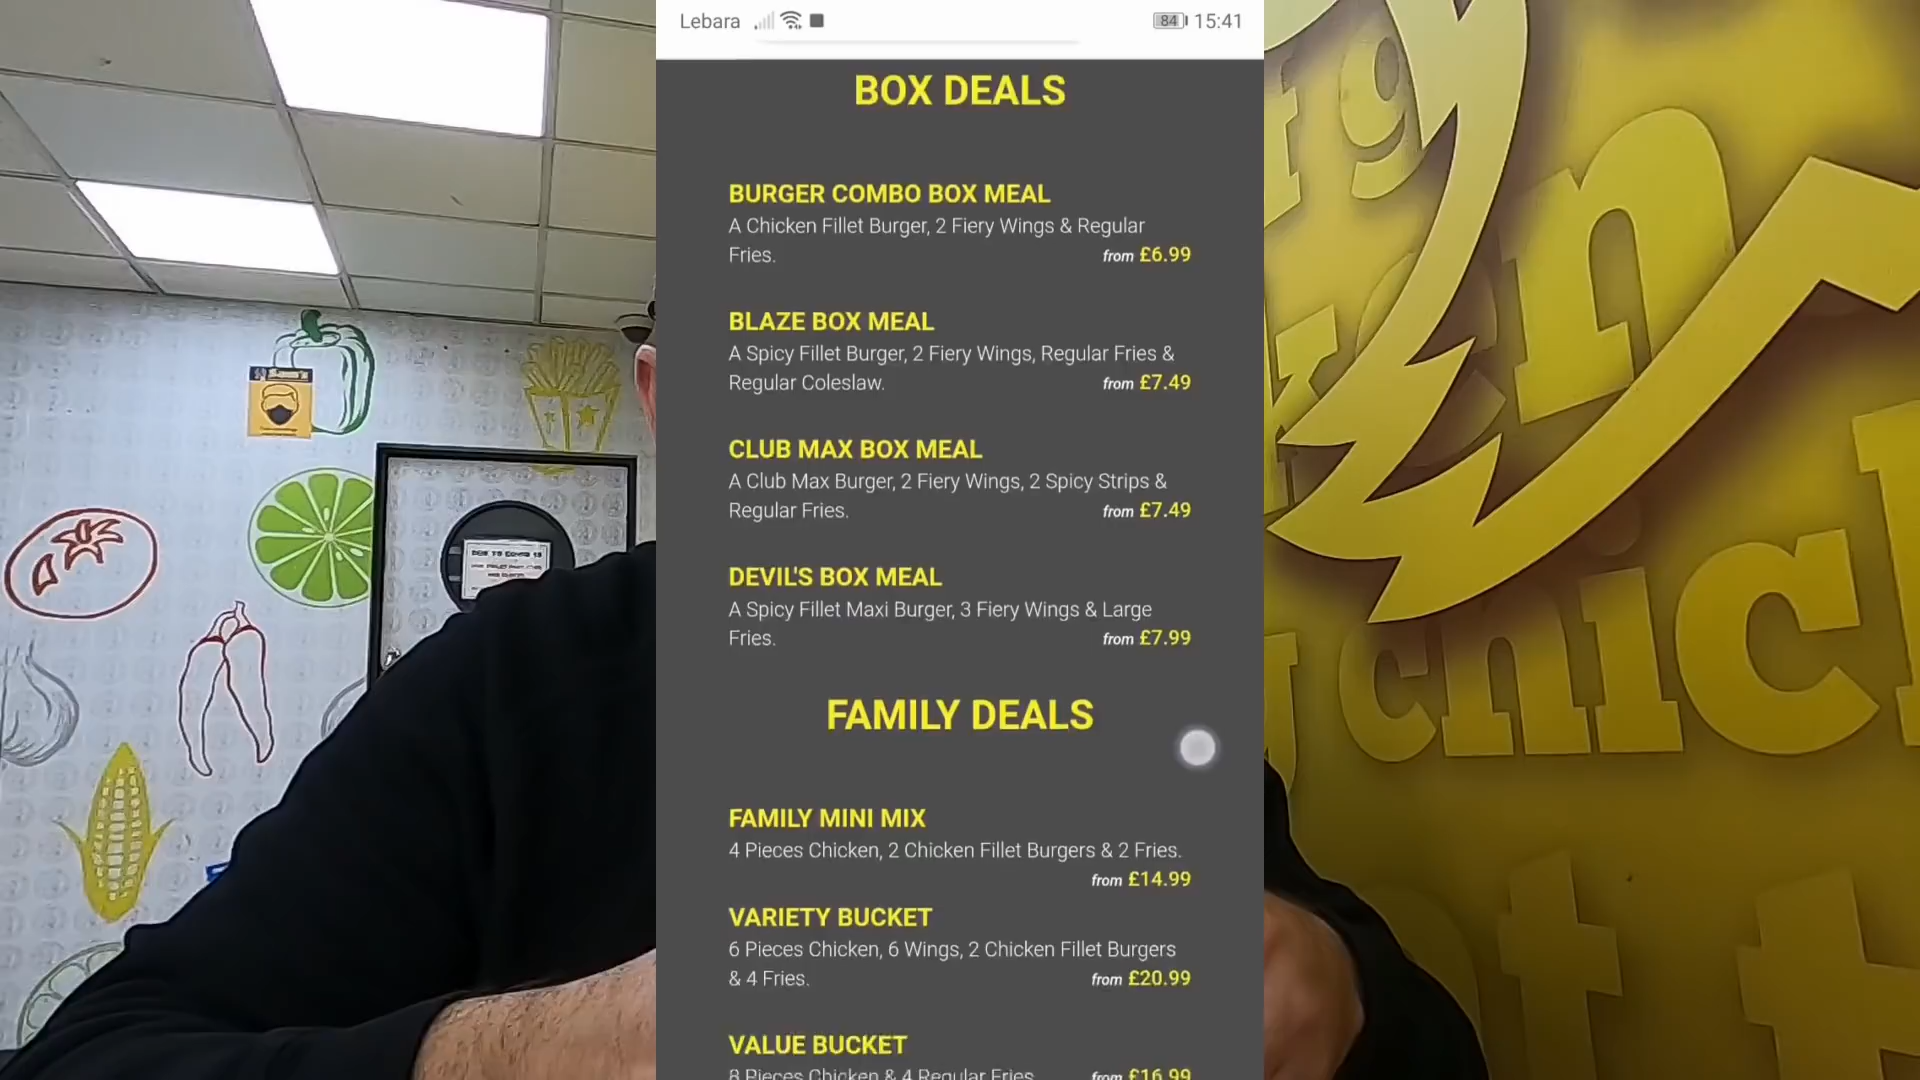 Lebara
84 15:41
BOX DEALS
BURGER COMBO BOX MEAL
A Chicken Fillet Burger, 2 Fiery Wings & Regular
Fries. from £6.99
BLAZE BOX MEAL
A Spicy Fillet Burger, 2 Fiery Wings, Regular Fries &
Regular Coleslaw. from £7.49
CLUB MAX BOX MEAL
A Club Max Burger, 2 Fiery Wings, 2 Spicy Strips &
Regular Fries. from £7.49
DEVIL'S BOX MEAL
A Spicy Fillet Maxi Burger, 3 Fiery Wings & Large
Fries. from £7.99
FAMILY DEALS
FAMILY MINI MIX
4 Pieces Chicken, 2 Chicken Fillet Burgers & 2 Fries.
from £14.99
VARIETY BUCKET
6 Pieces Chicken, 6 Wings, 2 Chicken Fillet Burgers
& 4 Fries. from £20.99
VALUE BUCKET
8 Pieces Chicken & 4 Regular Fries from £16.99
DUE TO COVID 19
chick